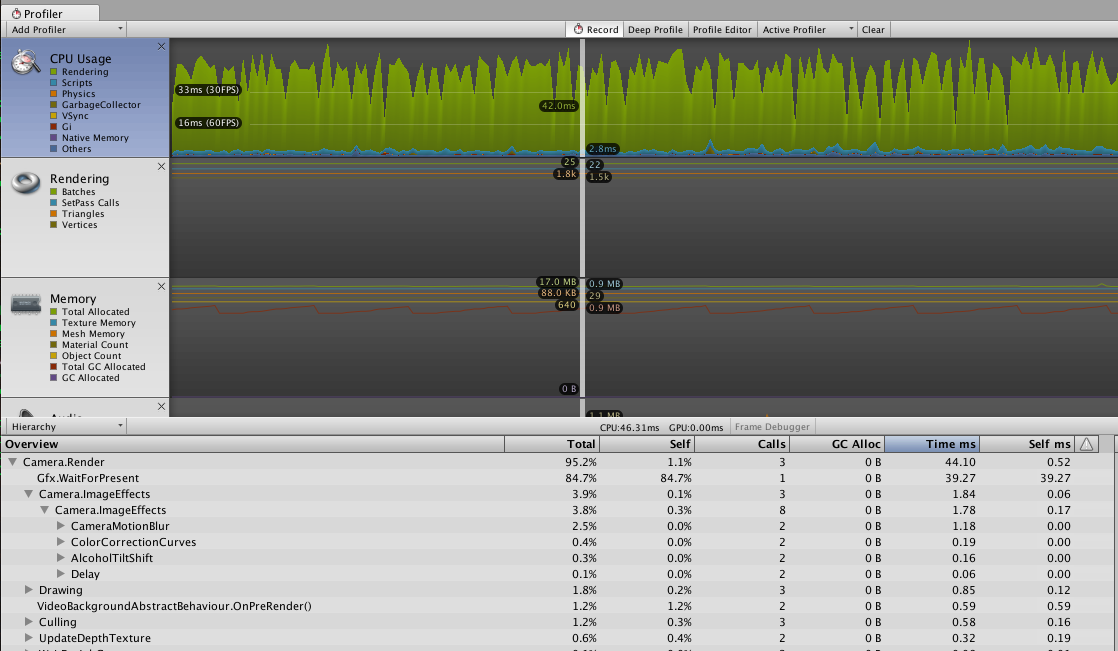 Profiler
Add Profiler Record Deep Profile Profile Editor Active Profiler Clear
CPU Usage
Rendering
Scripts
Physics
GarbageCollector
VSync
Gi
Native Memory
Others
33ms (30FPS)
16ms (60FPS)
42.0ms
2.8ms
Rendering
Batches
SetPass Calls
Triangles
Vertices
25 22
1.8k 1.5k
Memory
Total Allocated
Texture Memory
Mesh Memory
Material Count
Object Count
Total GC Allocated
GC Allocated
17.0 MB 0.9 MB
88.0 KB 29
640 0.9 MB
0 B
Audio
1.1 MB
Hierarchy CPU:46.31ms GPU:0.00ms Frame Debugger
Overview Total Self Calls GC Alloc Time ms Self ms
Camera.Render 95.2% 1.1% 3 0 B 44.10 0.52
Gfx.WaitForPresent 84.7% 84.7% 1 0 B 39.27 39.27
Camera.ImageEffects 3.9% 0.1% 3 0 B 1.84 0.06
Camera.ImageEffects 3.8% 0.3% 8 0 B 1.78 0.17
CameraMotionBlur 2.5% 0.0% 2 0 B 1.18 0.00
ColorCorrectionCurves 0.4% 0.0% 2 0 B 0.19 0.00
AlcoholTiltShift 0.3% 0.0% 2 0 B 0.16 0.00
Delay 0.1% 0.0% 2 0 B 0.06 0.00
Drawing 1.8% 0.2% 3 0 B 0.85 0.12
VideoBackgroundAbstractBehaviour.OnPreRender() 1.2% 1.2% 2 0 B 0.59 0.59
Culling 1.2% 0.3% 3 0 B 0.58 0.16
UpdateDepthTexture 0.6% 0.4% 2 0 B 0.32 0.19